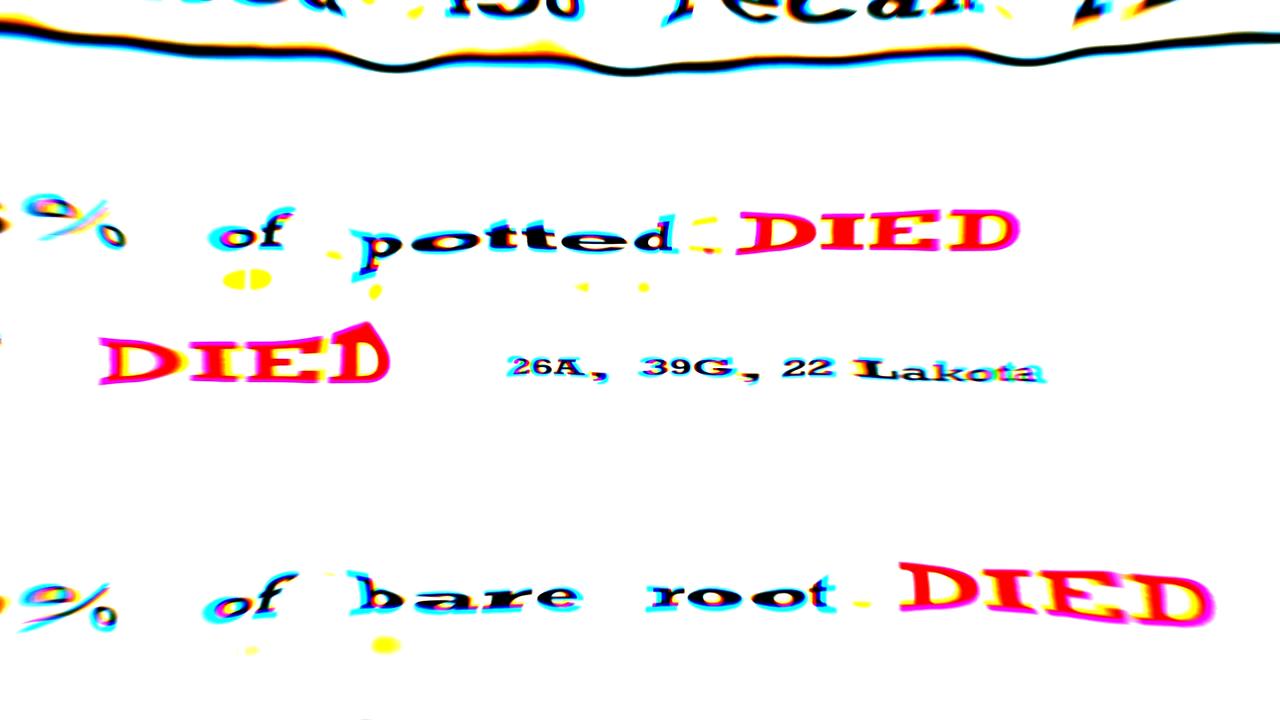 % of potted DIED
DIED 26A, 39G, 22 Lakota
% of bare root DIED